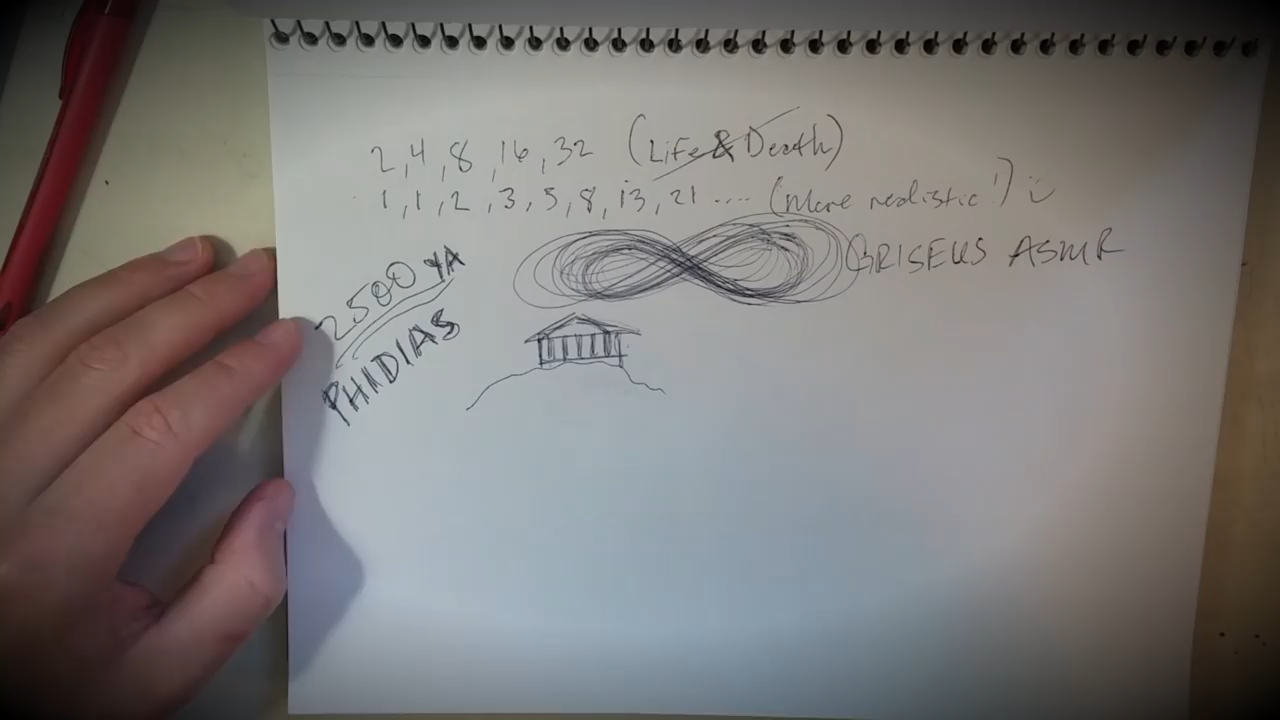 2, 4, 8, 16, 32 (Life & Death)
1, 1, 2, 3, 5, 8, 13, 21 .... (More realistic!)
GRISEUS ASMR
2500 YA
PHIDIAS